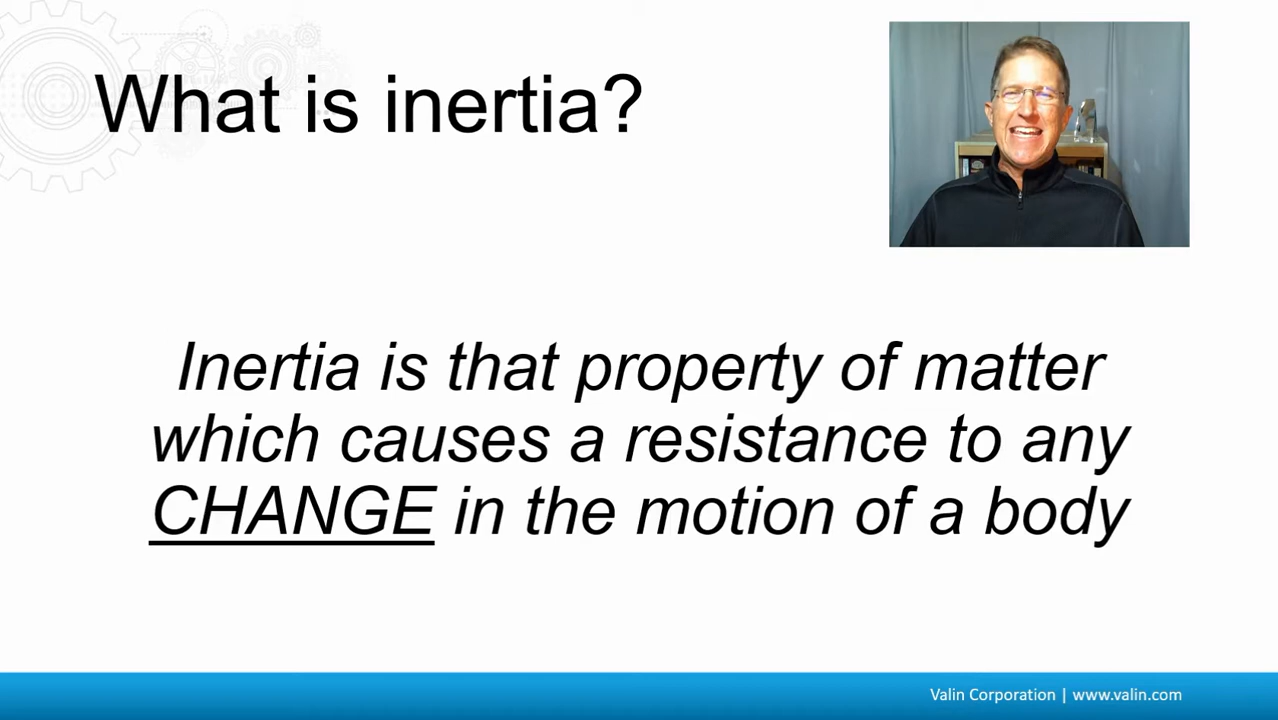 What is inertia?
Inertia is that property of matter
which causes a resistance to any
CHANGE in the motion of a body
Valin Corporation | www.valin.com